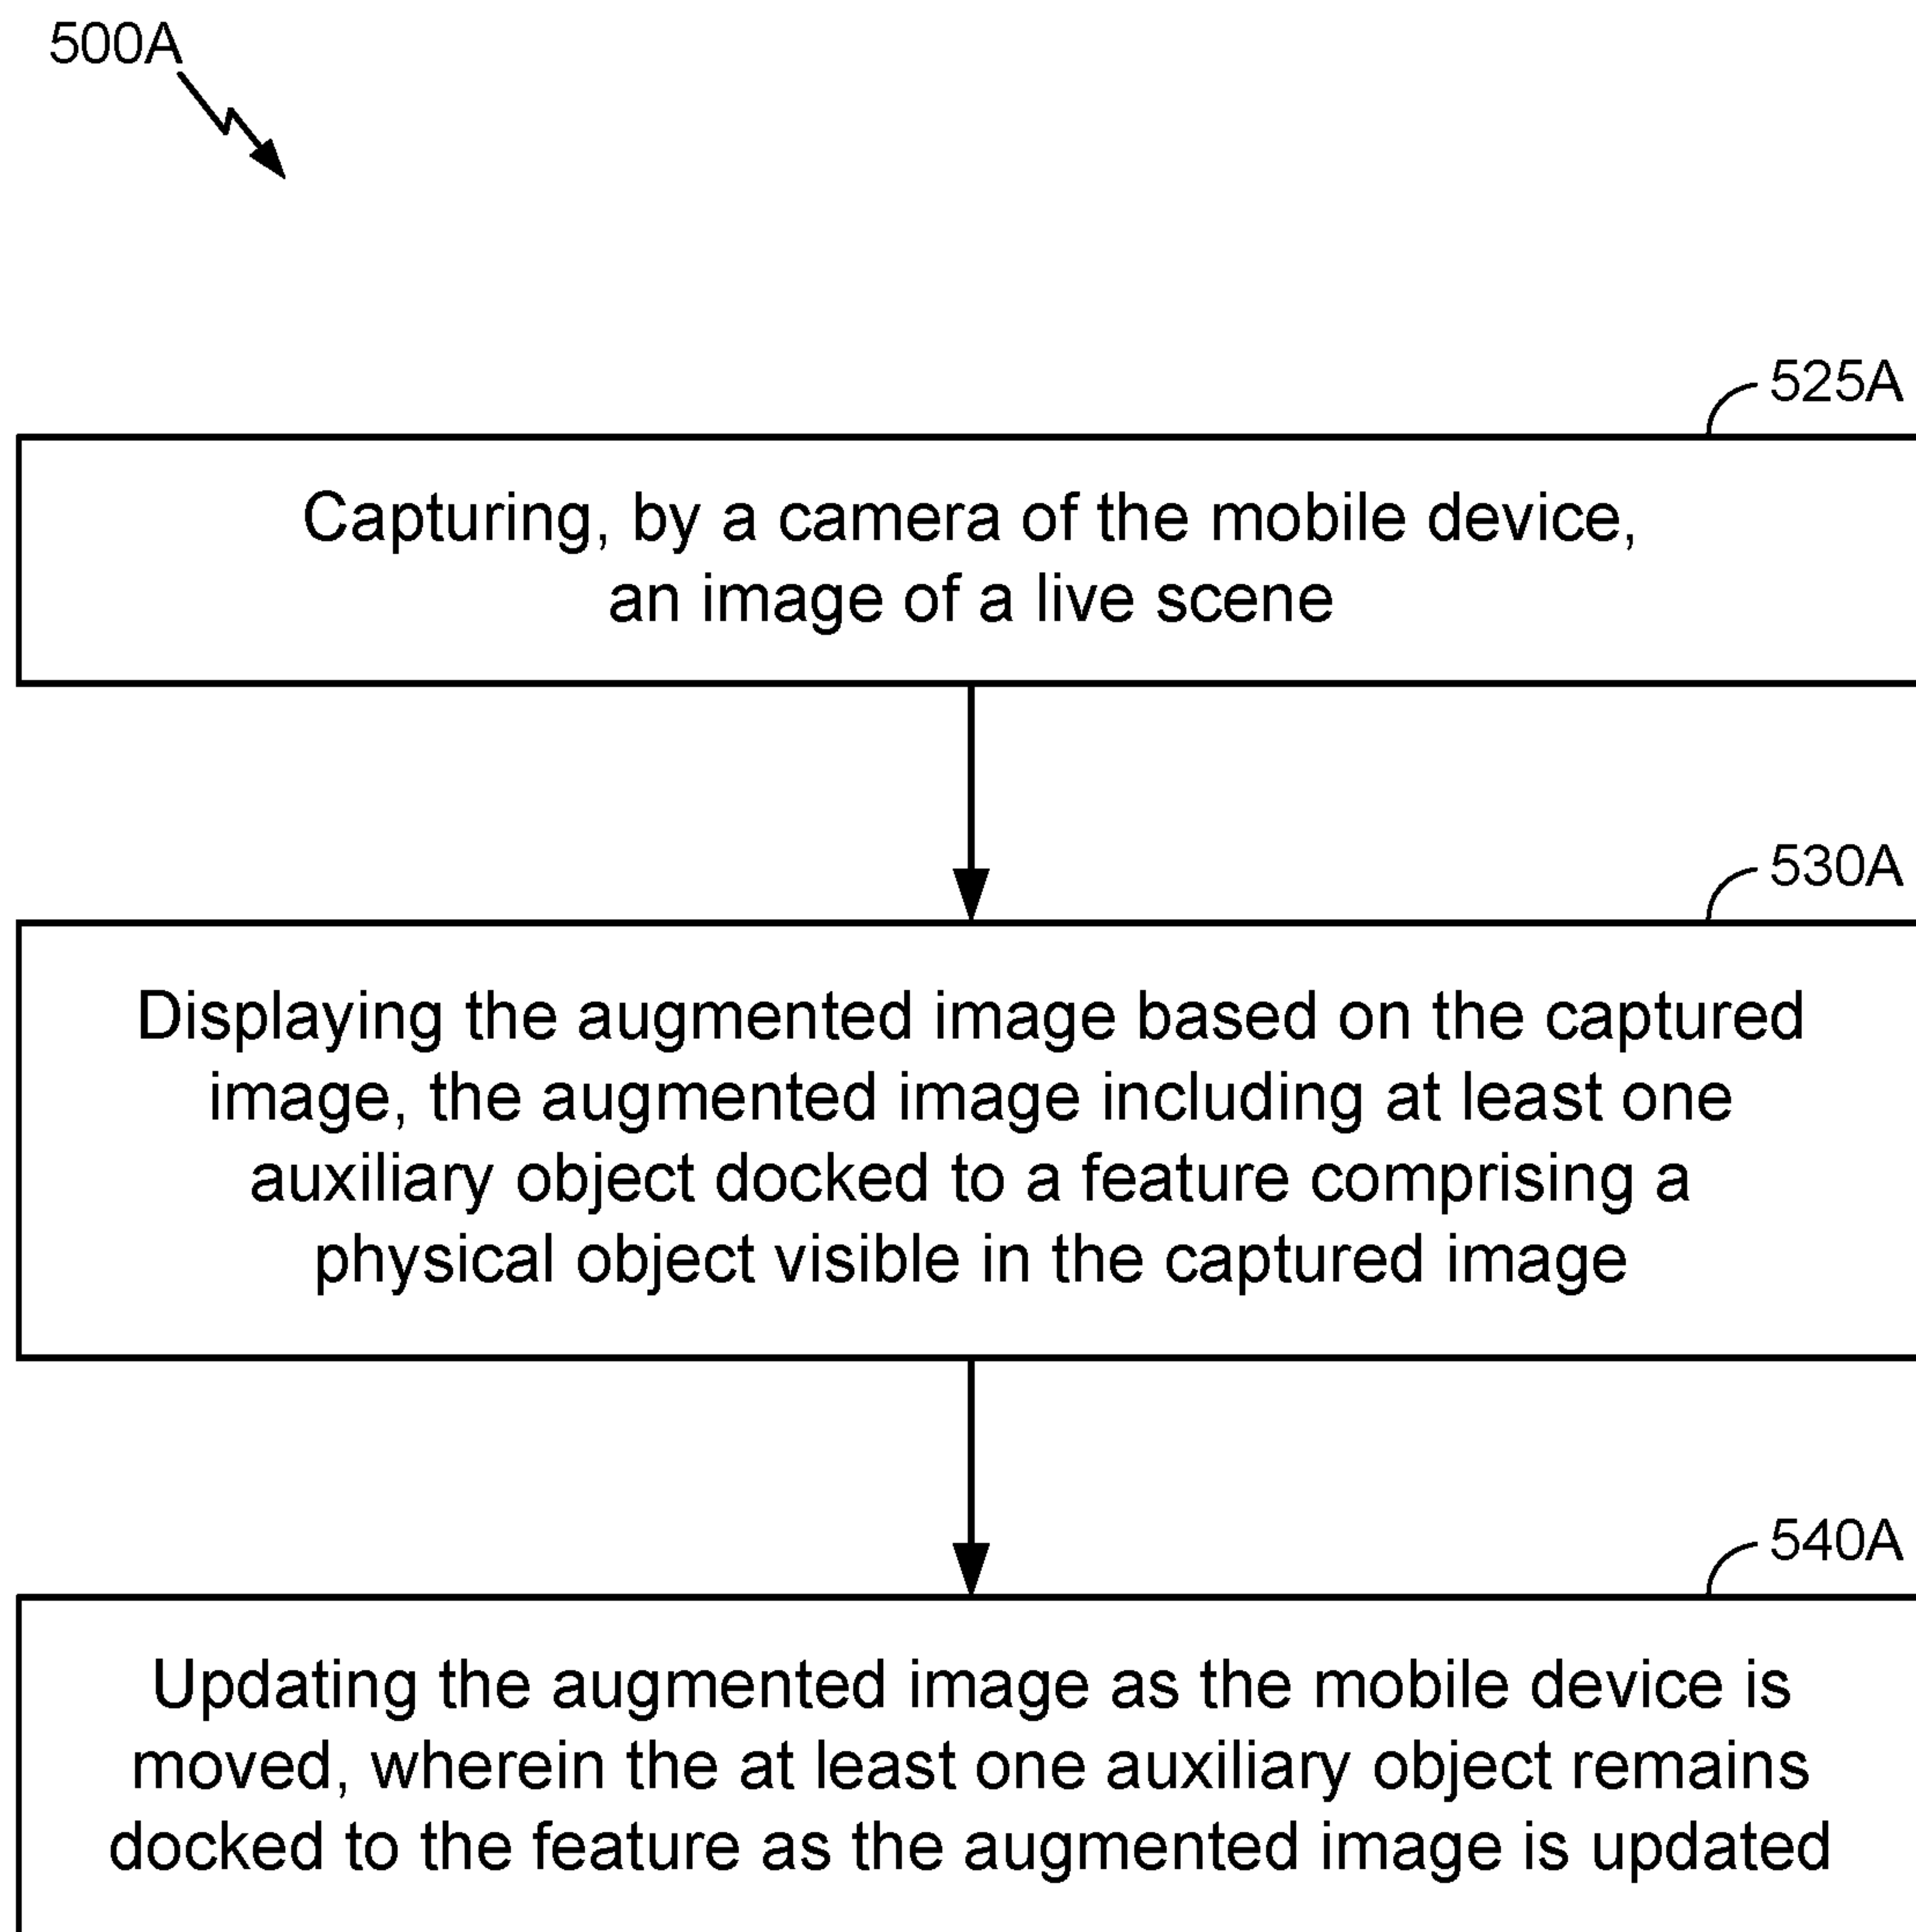 500A
525A
Capturing, by a camera of the mobile device,
an image of a live scene
530A
Displaying the augmented image based on the captured
image, the augmented image including at least one
auxiliary object docked to a feature comprising a
physical object visible in the captured image
540A
Updating the augmented image as the mobile device is
moved, wherein the at least one auxiliary object remains
docked to the feature as the augmented image is updated